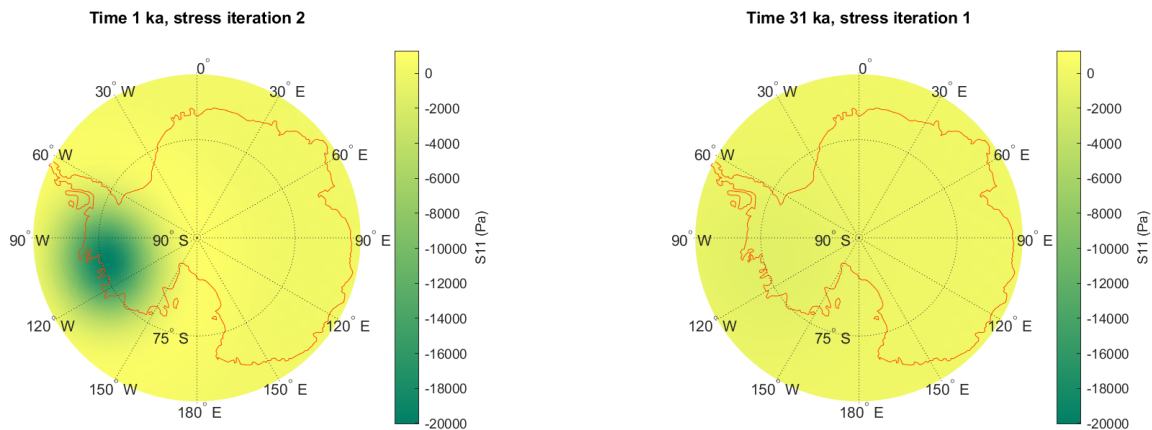 Time 1 ka, stress iteration 2
0°
30° E
60° E
90° E
120° E
150° E
180° E
150° W
120° W
90° W
60° W
30° W
90° S
75° S
0
-2000
-4000
-6000
-8000
-10000
-12000
-14000
-16000
-18000
-20000
S11 (Pa)
Time 31 ka, stress iteration 1
0°
30° E
60° E
90° E
120° E
150° E
180° E
150° W
120° W
90° W
60° W
30° W
90° S
75° S
0
-2000
-4000
-6000
-8000
-10000
-12000
-14000
-16000
-18000
-20000
S11 (Pa)